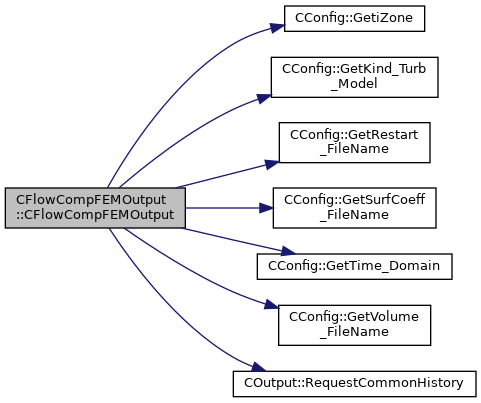 CConfig::GetiZone
CConfig::GetKind_Turb
_Model
CConfig::GetRestart
_FileName
CFlowCompFEMOutput
::CFlowCompFEMOutput
CConfig::GetSurfCoeff
_FileName
CConfig::GetTime_Domain
CConfig::GetVolume
_FileName
COutput::RequestCommonHistory